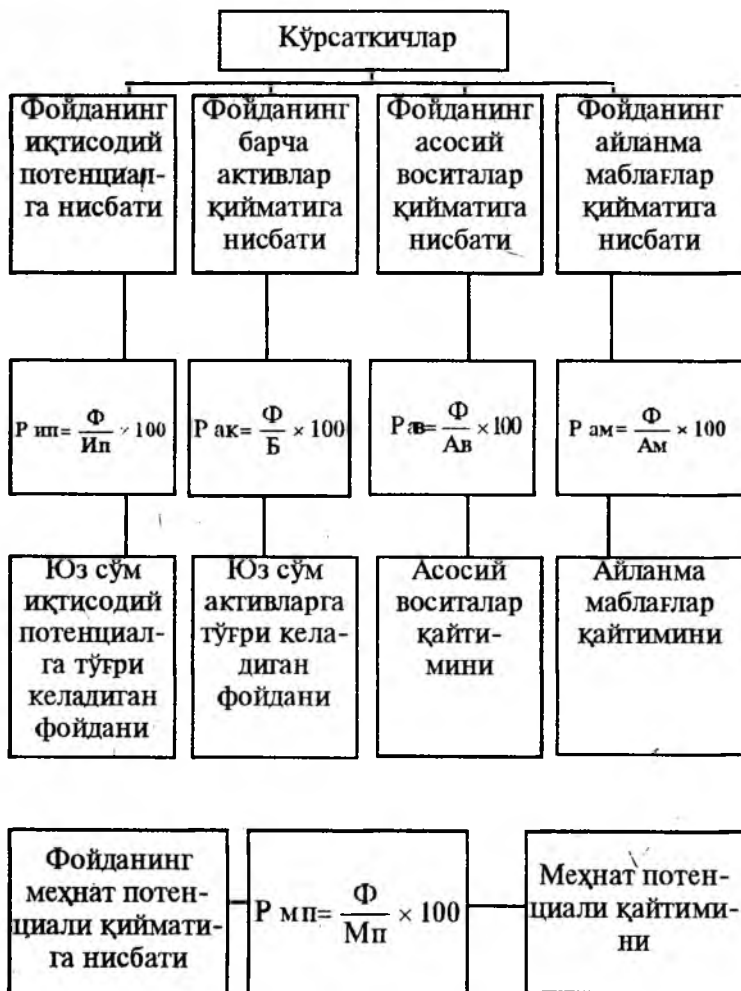 Кўрсаткичлар
Фойданинг
иқтисодий
потенциал-
га нисбати
Фойданинг
барча
активлар
қийматига
нисбати
Фойданинг
асосий
воситалар
қийматига
нисбати
Фойданинг
айланма
маблағлар
қийматига
нисбати
Р ип= Ф/Ип × 100
Р ак= Ф/Б × 100
Р ав= Ф/Ав × 100
Р ам= Ф/Ам × 100
Юз сўм
иқтисодий
потенциал-
га тўғри
келадиган
фойдани
Юз сўм
активларга
тўғри кела-
диган
фойдани
Асосий
воситалар
қайти-
мини
Айланма
маблағлар
қайтимини
Фойданинг
меҳнат потен-
циали қиймати-
га нисбати
Р мп= Ф/Мп × 100
Меҳнат потен-
циали қайтими-
ни